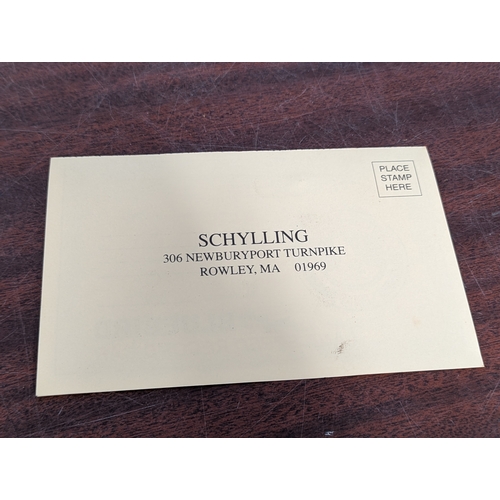 PLACE
STAMP
HERE
SCHYLLING
306 NEWBURYPORT TURNPIKE
ROWLEY, MA 01969